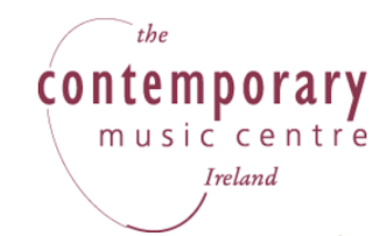 the
contemporary
music centre
Ireland